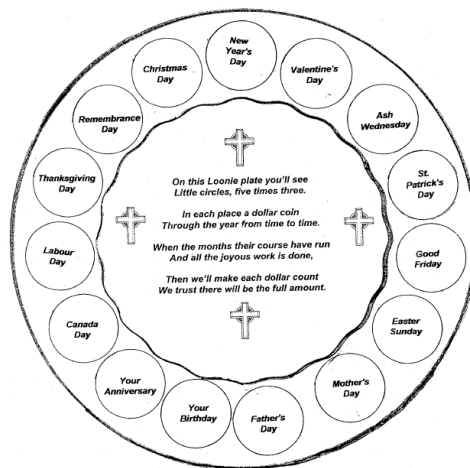 New
Year's
Day
Valentine's
Day
Ash
Wednesday
St.
Patrick's
Day
Good
Friday
Easter
Sunday
Mother's
Day
Father's
Day
Your
Birthday
Your
Anniversary
Canada
Day
Labour
Day
Thanksgiving
Day
Remembrance
Day
Christmas
Day
On this Loonie plate you'll see
Little circles, five times three.
In each place a dollar coin
Through the year from time to time.
When the months their course have run
And all the joyous work is done,
Then we'll make each dollar count
We trust there will be the full amount.